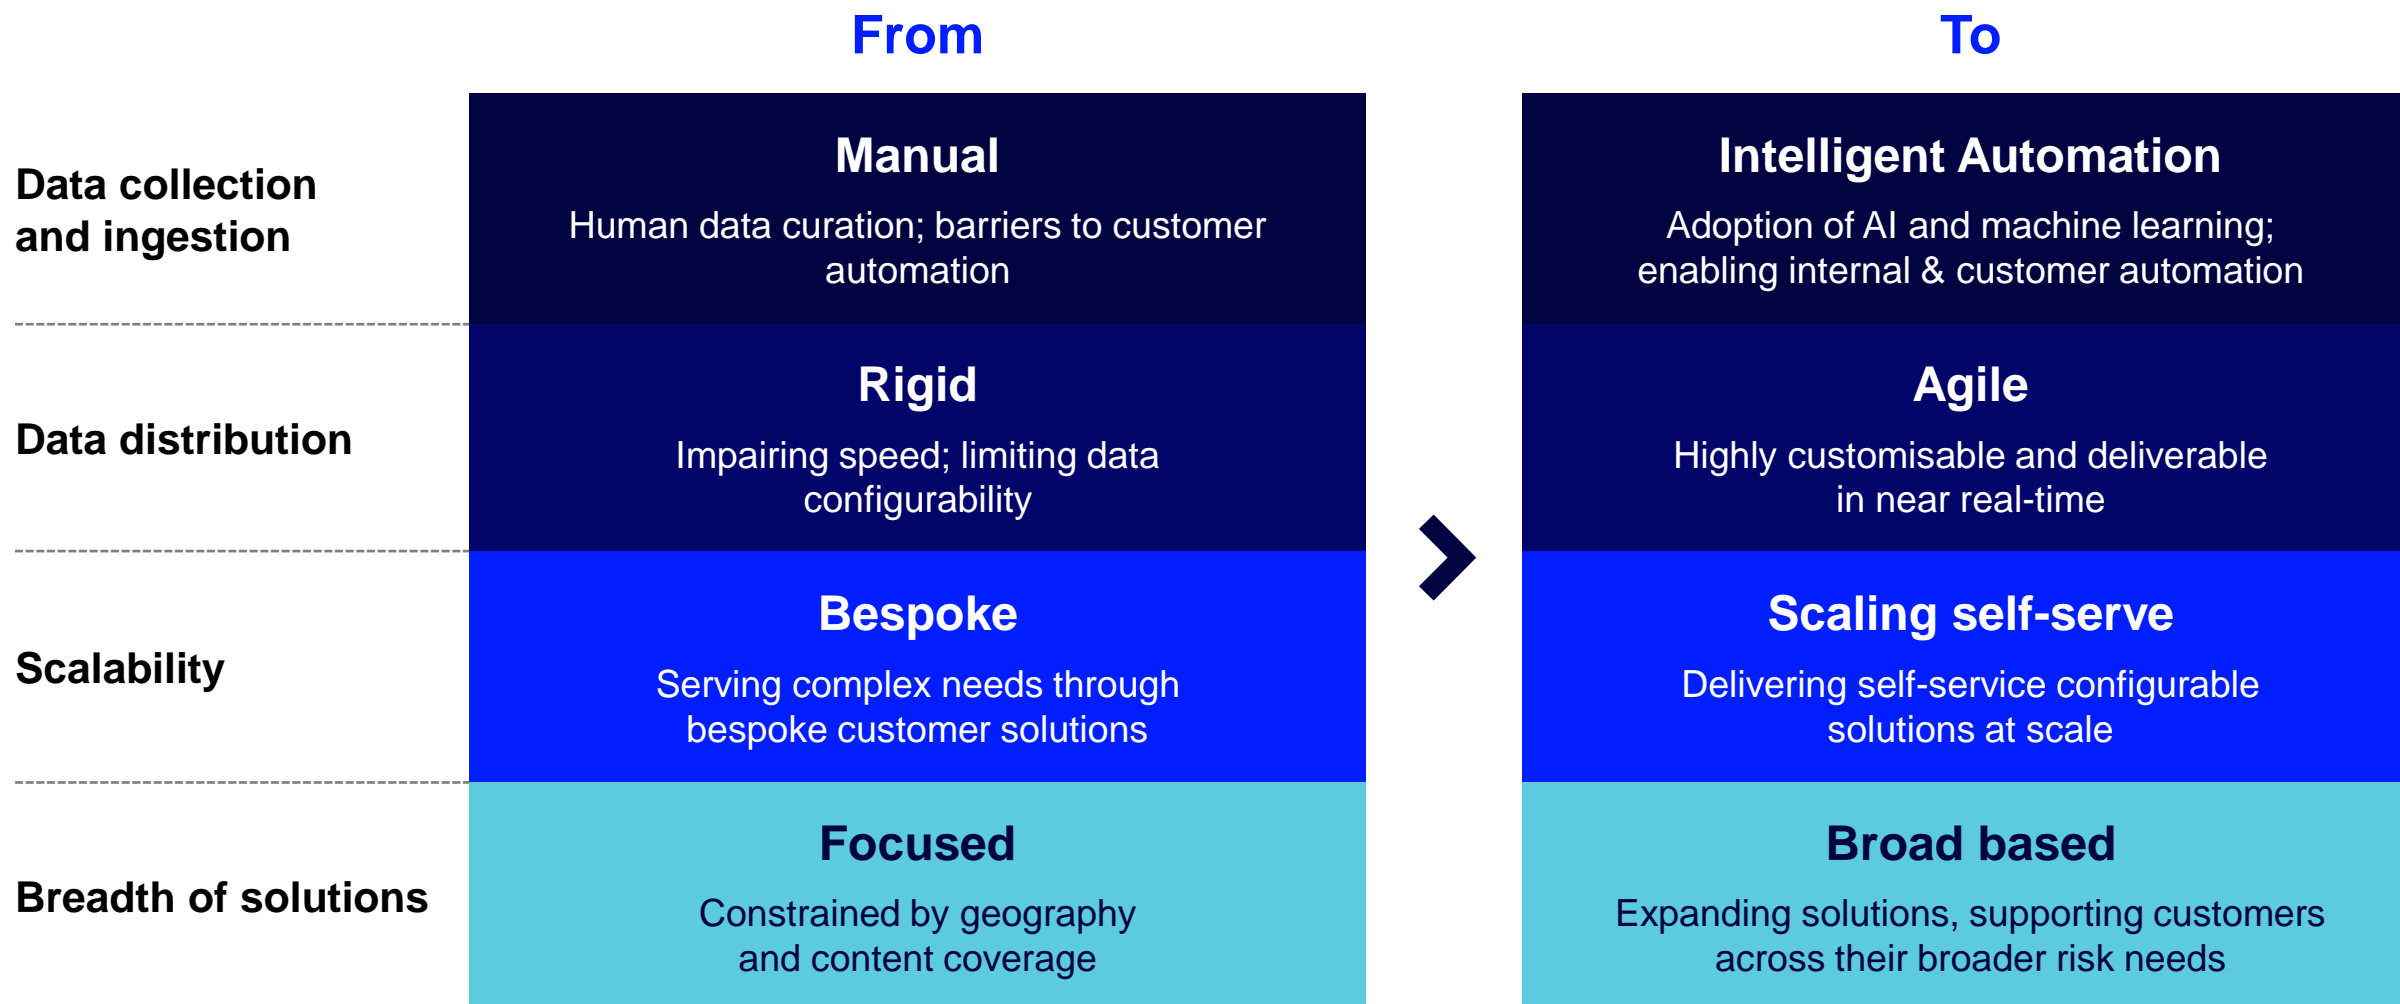 From
To
Data collection
and ingestion
Manual
Human data curation; barriers to customer
automation
Intelligent Automation
Adoption of AI and machine learning;
enabling internal & customer automation
Data distribution
Rigid
Impairing speed; limiting data
configurability
Agile
Highly customisable and deliverable
in near real-time
Scalability
Bespoke
Serving complex needs through
bespoke customer solutions
Scaling self-serve
Delivering self-service configurable
solutions at scale
Breadth of solutions
Focused
Constrained by geography
and content coverage
Broad based
Expanding solutions, supporting customers
across their broader risk needs